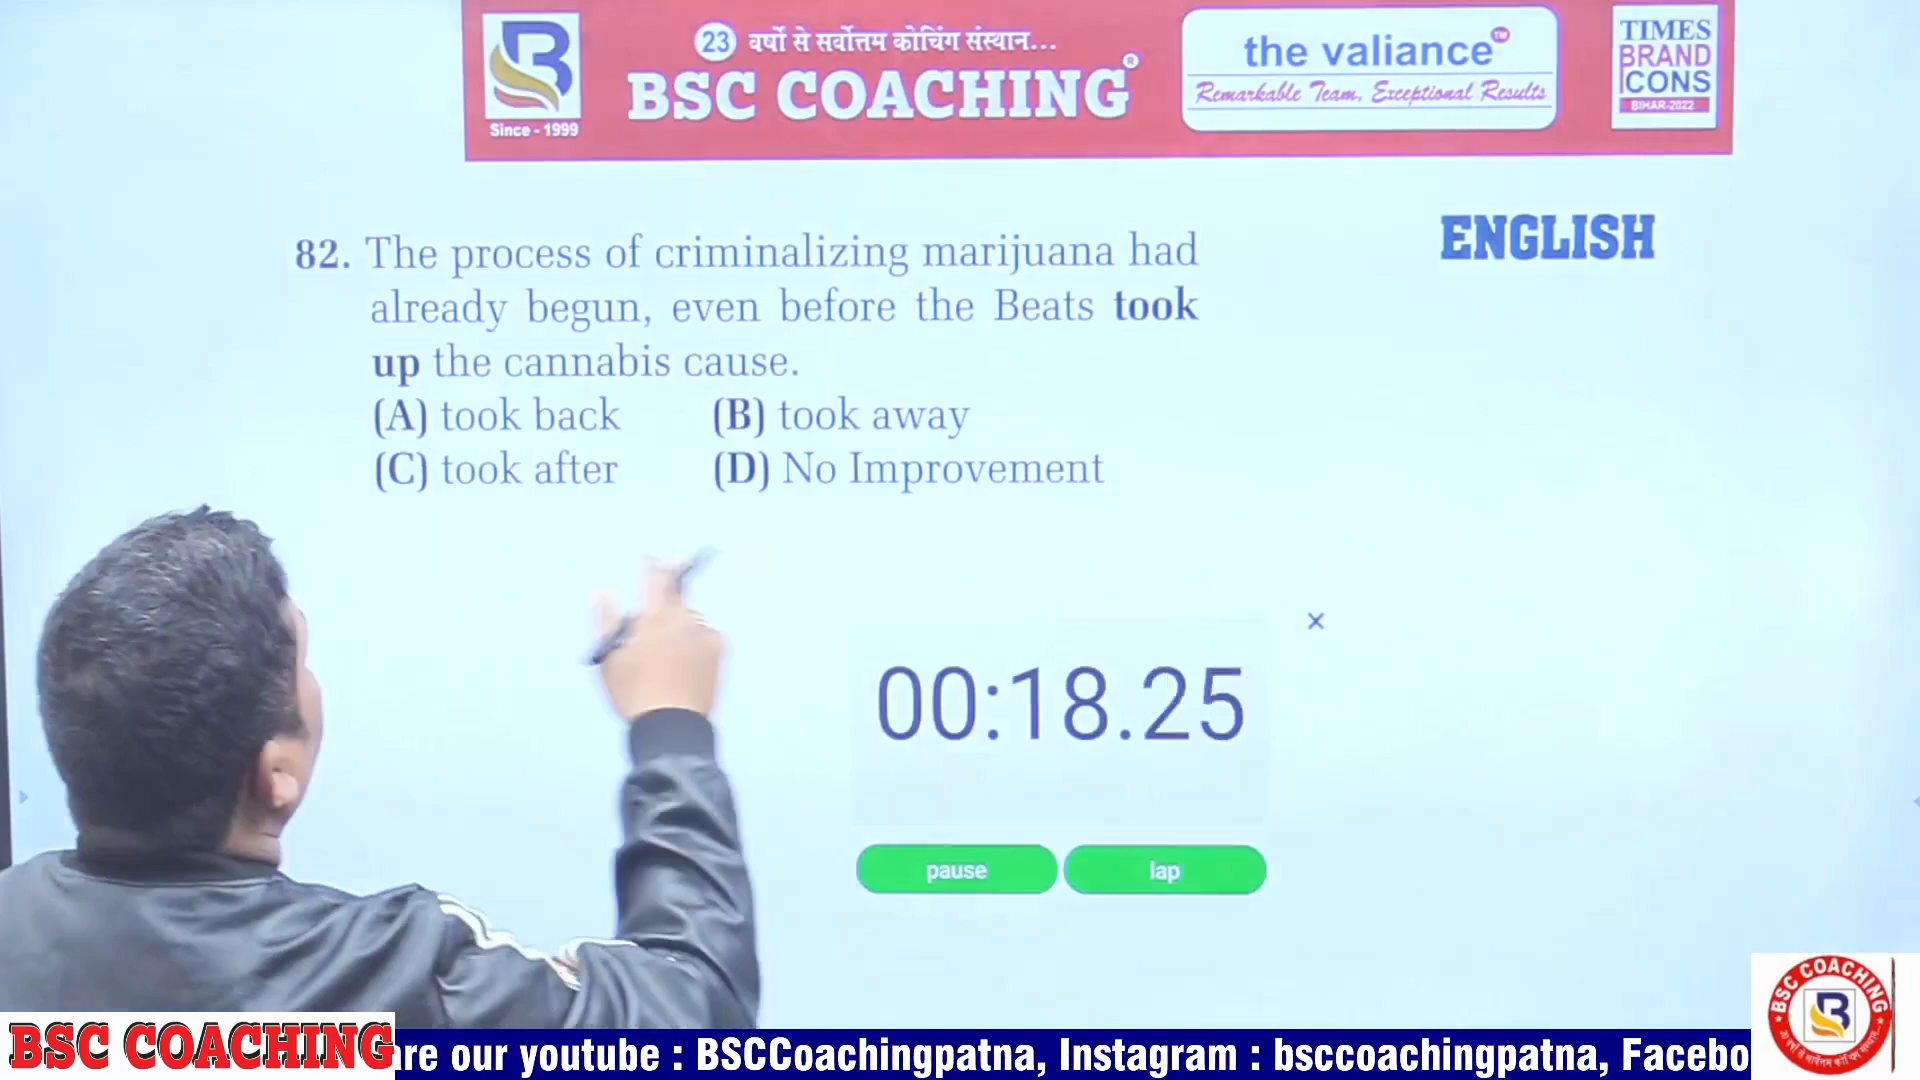 23 वर्षो से सर्वोत्तम कोचिंग संस्थान...
BSC COACHING®
Since - 1999
the valiance™
Remarkable Team, Exceptional Results
TIMES
BRAND
ICONS
BIHAR-2022
ENGLISH
82. The process of criminalizing marijuana had
already begun, even before the Beats took
up the cannabis cause.
(A) took back (B) took away
(C) took after (D) No Improvement
×
00:18.25
pause lap
BSC COACHING
BSC COACHING
are our youtube : BSCCoachingpatna, Instagram : bsccoachingpatna, Facebo